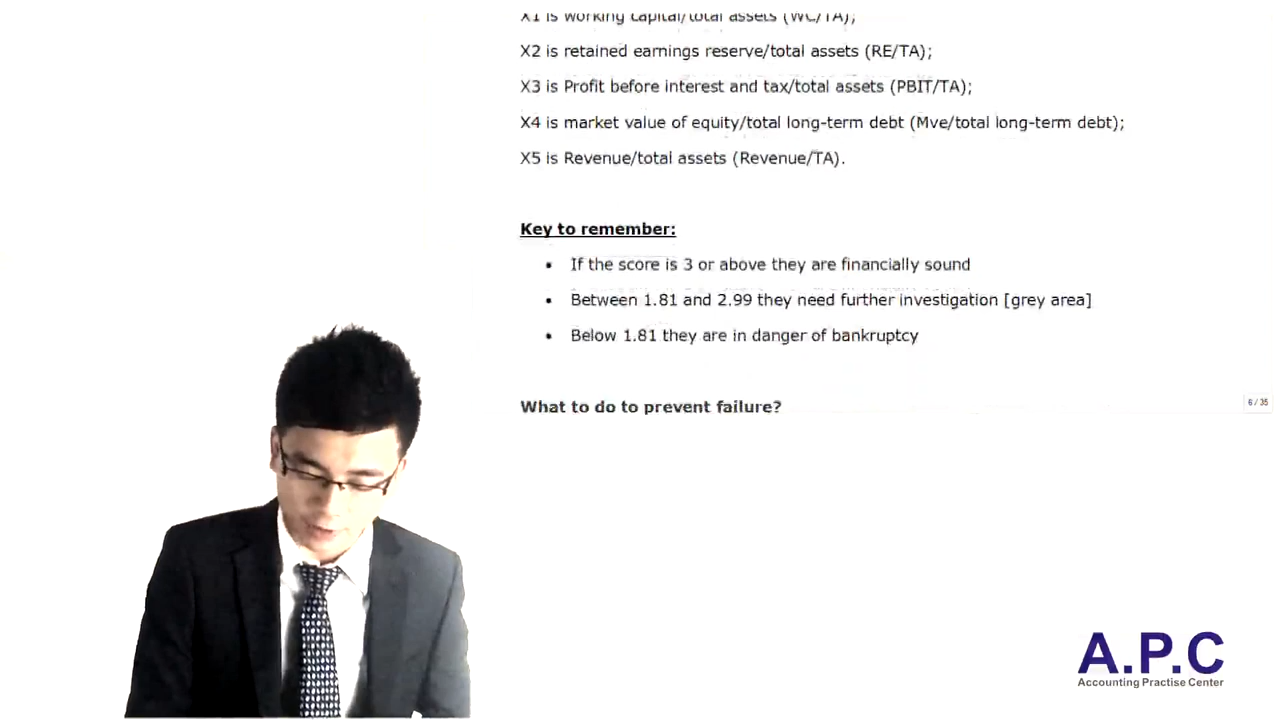 X1 is working capital/total assets (WC/TA);
X2 is retained earnings reserve/total assets (RE/TA);
X3 is Profit before interest and tax/total assets (PBIT/TA);
X4 is market value of equity/total long-term debt (Mve/total long-term debt);
X5 is Revenue/total assets (Revenue/TA).
Key to remember:
• If the score is 3 or above they are financially sound
• Between 1.81 and 2.99 they need further investigation [grey area]
• Below 1.81 they are in danger of bankruptcy
What to do to prevent failure?
6 / 35
A.P.C
Accounting Practise Center